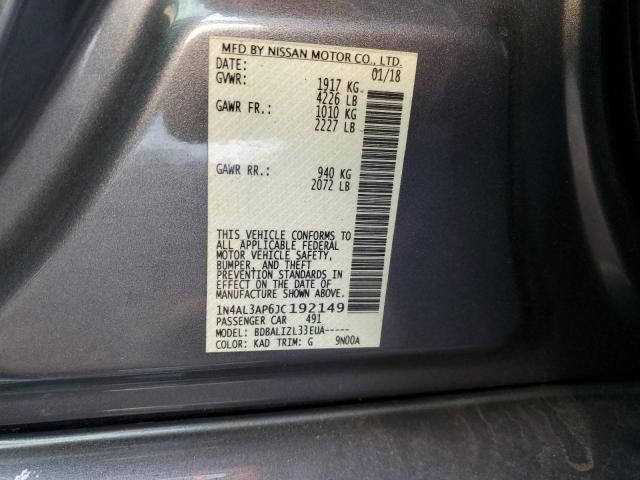 MFD BY NISSAN MOTOR CO., LTD.
DATE: 01/18
GVWR: 1917 KG
4226 LB
GAWR FR.: 1010 KG
2227 LB
GAWR RR.: 940 KG
2072 LB
THIS VEHICLE CONFORMS TO
ALL APPLICABLE FEDERAL
MOTOR VEHICLE SAFETY,
BUMPER, AND THEFT
PREVENTION STANDARDS IN
EFFECT ON THE DATE OF
MANUFACTURE SHOWN ABOVE.
1N4AL3AP6JC192149
PASSENGER CAR 491
MODEL: BDBALIZL33EUA-----
COLOR: KAD TRIM: G 9N00A